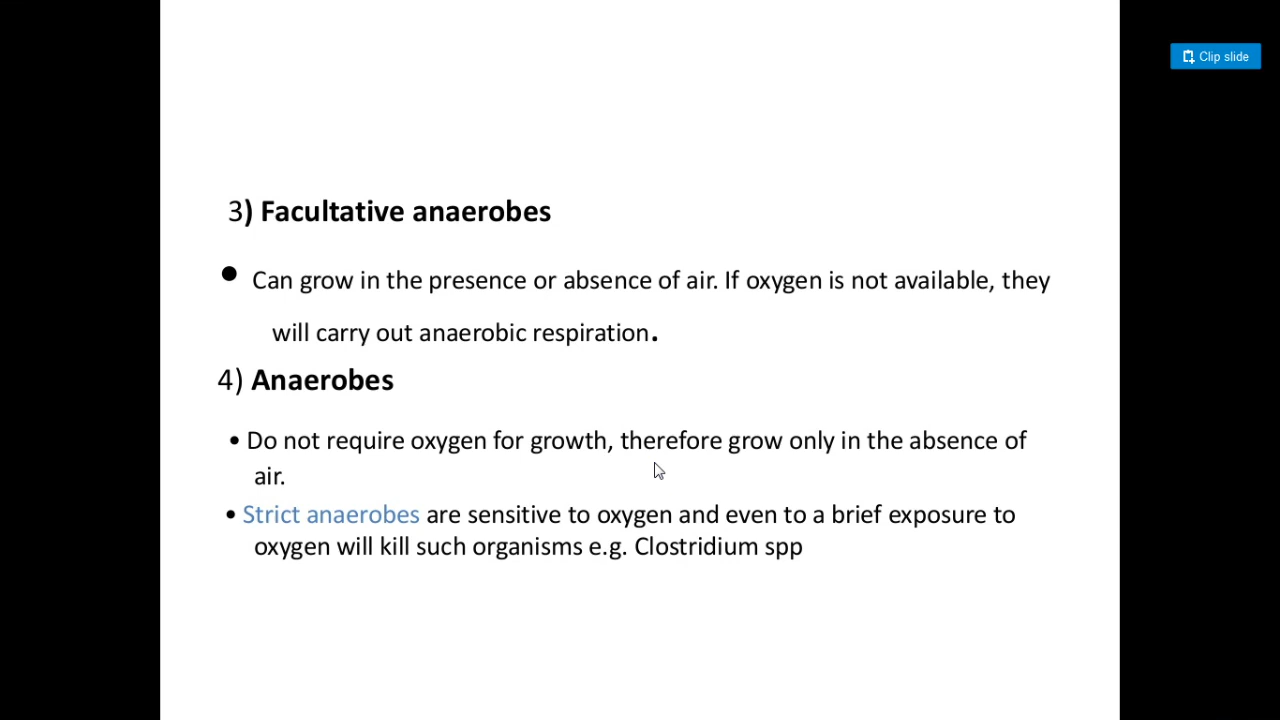 Clip slide
3) Facultative anaerobes
● Can grow in the presence or absence of air. If oxygen is not available, they
will carry out anaerobic respiration.
4) Anaerobes
• Do not require oxygen for growth, therefore grow only in the absence of
air.
• Strict anaerobes are sensitive to oxygen and even to a brief exposure to
oxygen will kill such organisms e.g. Clostridium spp